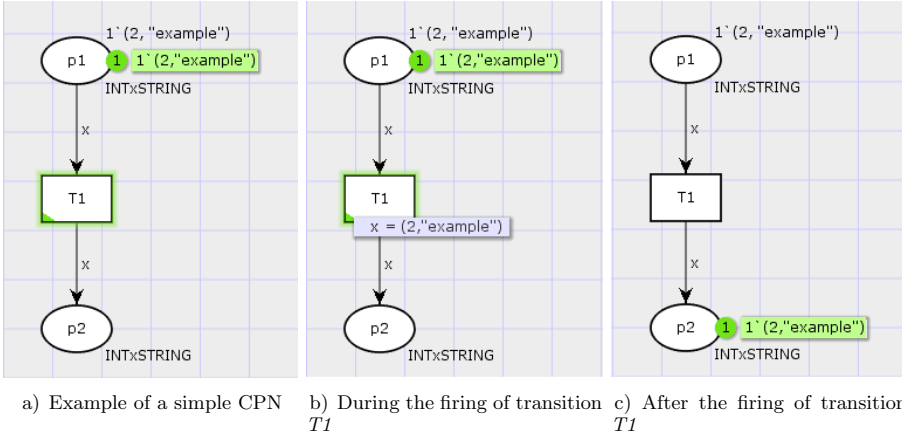 1`(2, "example")
p1
1 1`(2,"example")
INTxSTRING
x
T1
x
p2
INTxSTRING
a) Example of a simple CPN
1`(2, "example")
p1
1 1`(2,"example")
INTxSTRING
x
T1
x = (2,"example")
x
p2
INTxSTRING
b) During the firing of transition
T1
1`(2, "example")
p1
INTxSTRING
x
T1
x
p2
1 1`(2,"example")
INTxSTRING
c) After the firing of transition
T1